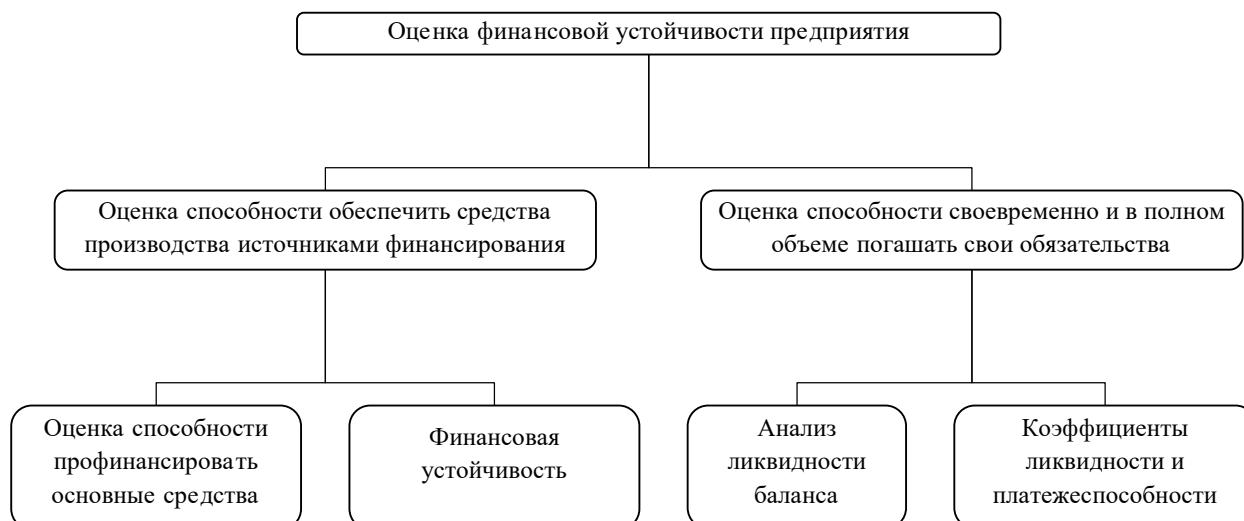 Оценка финансовой устойчивости предприятия
Оценка способности обеспечить средства
производства источниками финансирования
Оценка способности своевременно и в полном
объеме погашать свои обязательства
Оценка способности
профинансировать
основные средства
Финансовая
устойчивость
Анализ
ликвидности
баланса
Коэффициенты
ликвидности и
платежеспособности